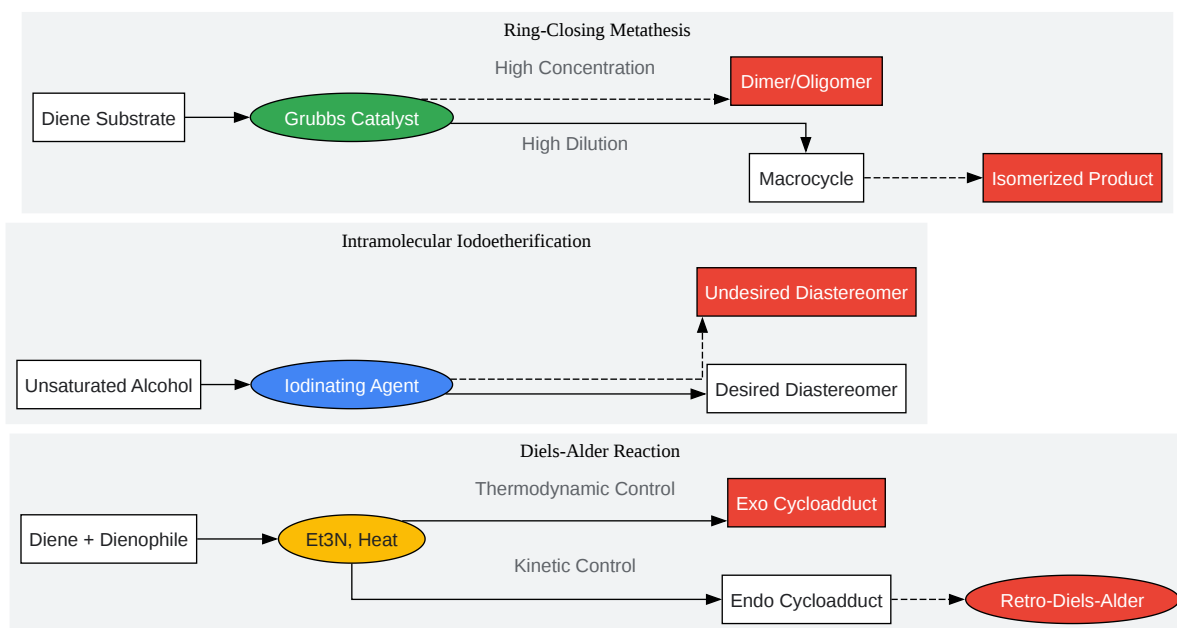 Ring-Closing Metathesis
High Concentration
Dimer/Oligomer
Diene Substrate
Grubbs Catalyst
High Dilution
Macrocycle
Isomerized Product
Intramolecular Iodoetherification
Undesired Diastereomer
Unsaturated Alcohol
Iodinating Agent
Desired Diastereomer
Diels-Alder Reaction
Thermodynamic Control
Exo Cycloadduct
Diene + Dienophile
Et3N, Heat
Kinetic Control
Endo Cycloadduct
Retro-Diels-Alder